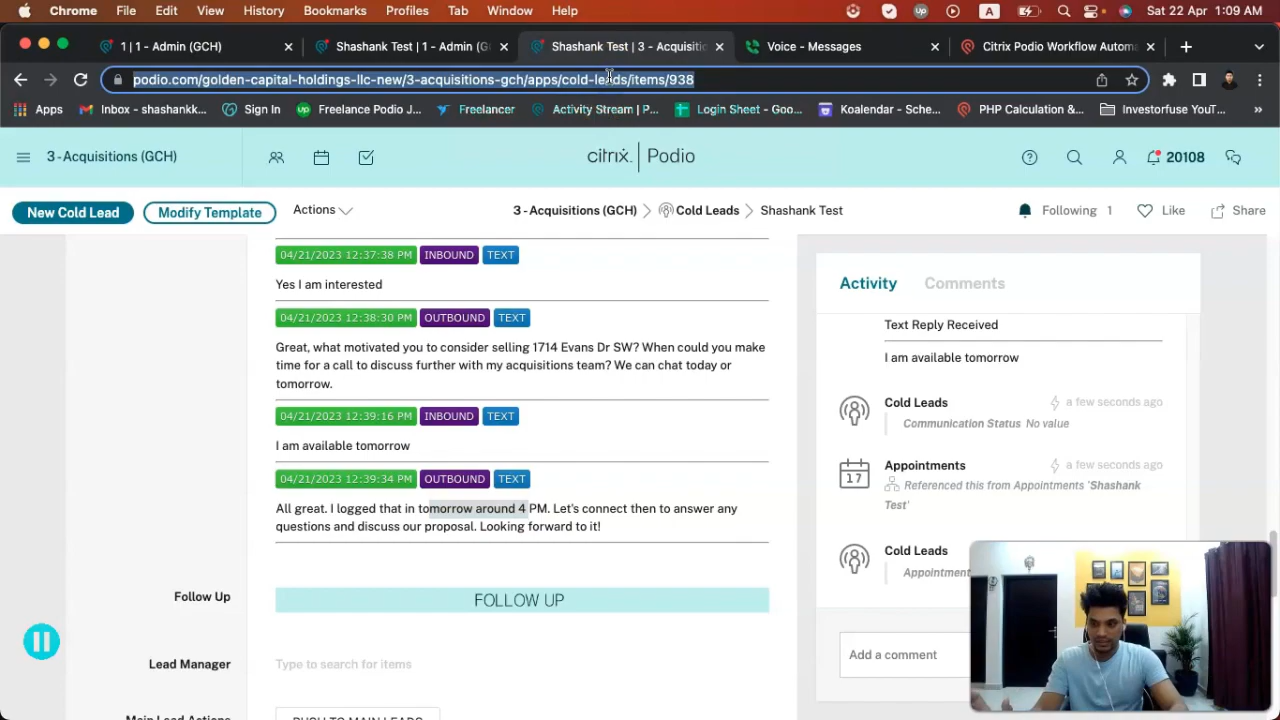 Chrome File Edit View History Bookmarks Profiles Tab Window Help
A
Sat 22 Apr 1:09 AM
1 | 1 - Admin (GCH)
Shashank Test | 1 - Admin (G
Shashank Test | 3 - Acquisitio
Voice - Messages
Citrix Podio Workflow Autom
podio.com/golden-capital-holdings-llc-new/3-acquisitions-gch/apps/cold-leads/items/938
Apps
Inbox - shashankk...
Sign In
Freelance Podio J...
Freelancer
Activity Stream | P...
Login Sheet - Goo...
Koalendar - Sche...
PHP Calculation &...
Investorfuse YouT...
3 - Acquisitions (GCH)
citrix | Podio
20108
New Cold Lead
Modify Template
Actions
3 - Acquisitions (GCH) Cold Leads Shashank Test
Following 1
Like
Share
04/21/2023 12:37:38 PM INBOUND TEXT
Yes I am interested
04/21/2023 12:38:30 PM OUTBOUND TEXT
Great, what motivated you to consider selling 1714 Evans Dr SW? When could you make
time for a call to discuss further with my acquisitions team? We can chat today or
tomorrow.
04/21/2023 12:39:16 PM INBOUND TEXT
I am available tomorrow
04/21/2023 12:39:34 PM OUTBOUND TEXT
All great. I logged that in tomorrow around 4 PM. Let's connect then to answer any
questions and discuss our proposal. Looking forward to it!
Follow Up
FOLLOW UP
Lead Manager
Type to search for items
Main Lead Actions
PUSH TO MAIN LEADS
Activity
Comments
Text Reply Received
I am available tomorrow
Cold Leads
a few seconds ago
Communication Status No value
Appointments
a few seconds ago
17
Referenced this from Appointments 'Shashank
Test'
Cold Leads
Appointment
Add a comment